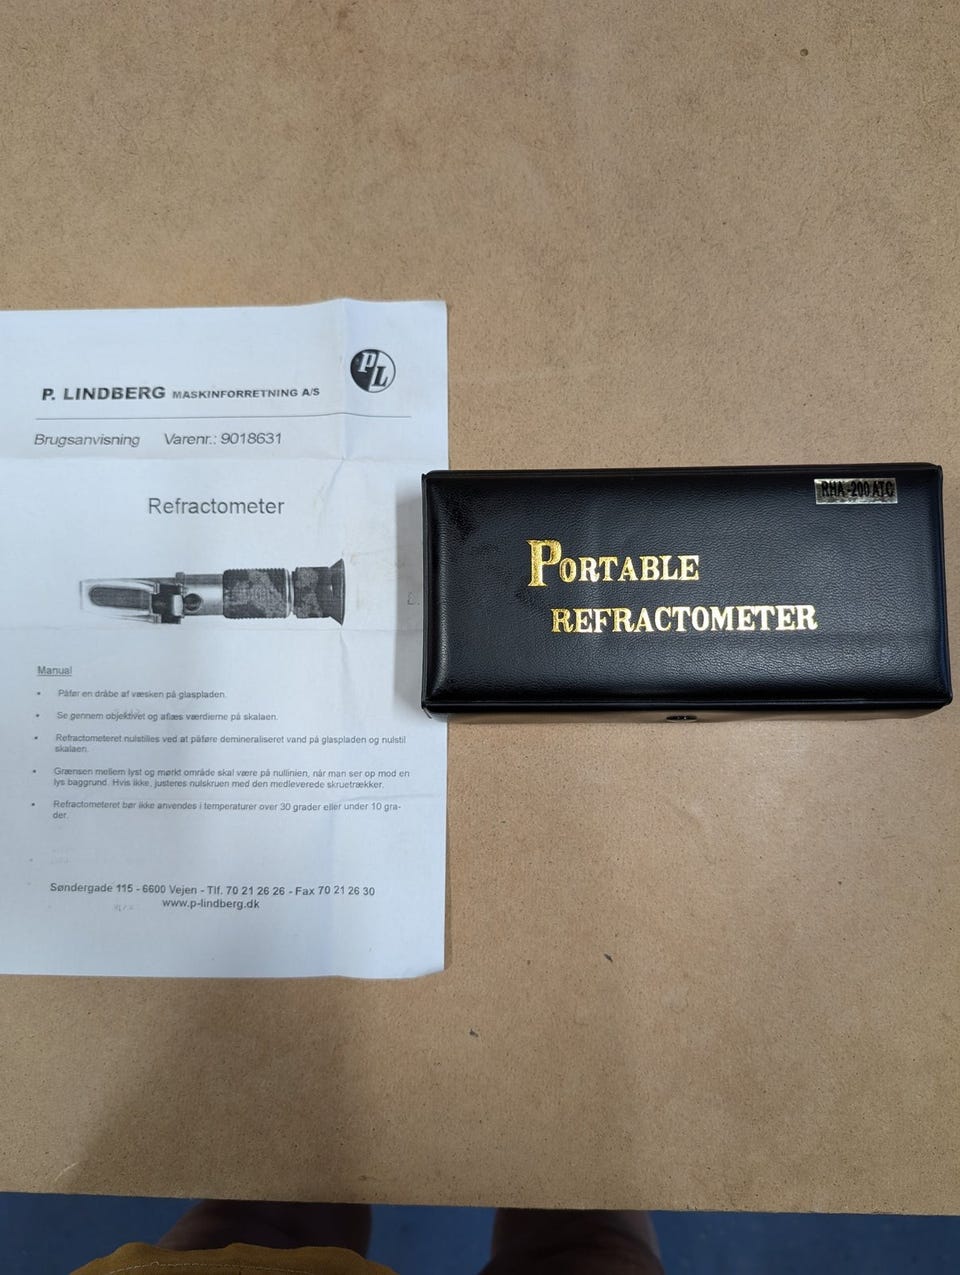 PL
P. LINDBERG MASKINFORRETNING A/S
Brugsanvisning Varenr.: 9018631
Refractometer
Manual
• Påfør en dråbe af væsken på glaspladen.
• Se gennem objektivet og aflæs værdierne på skalaen.
• Refractometeret nulstilles ved at påføre demineraliseret vand på glaspladen og nulstil
skalaen.
• Grænsen mellem lyst og mørkt område skal være på nullinien, når man ser op mod en
lys baggrund. Hvis ikke, justeres nulskruen med den medleverede skruetrækker.
• Refractometeret bør ikke anvendes i temperaturer over 30 grader eller under 10 gra-
der.
Søndergade 115 - 6600 Vejen - Tlf. 70 21 26 26 - Fax 70 21 26 30
www.p-lindberg.dk
RHA-200 ATC
PORTABLE
REFRACTOMETER